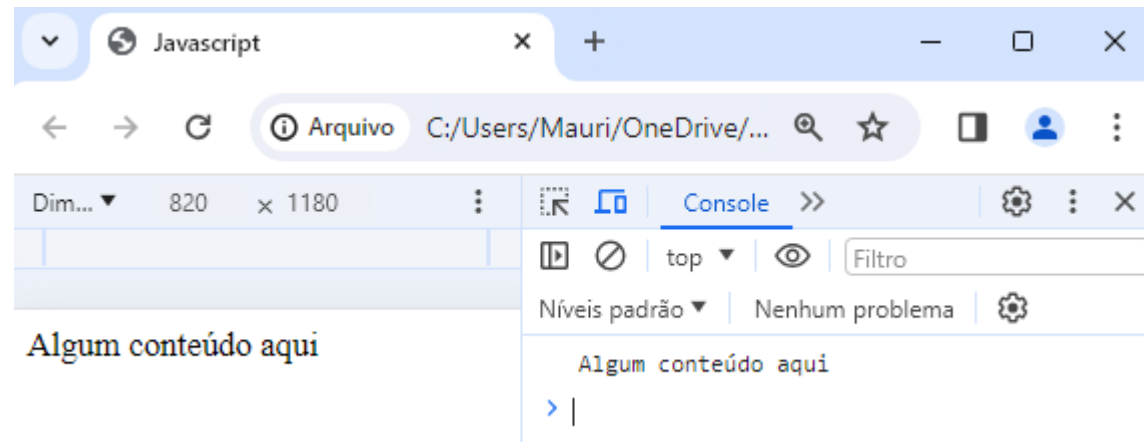 Javascript
Arquivo C:/Users/Mauri/OneDrive/...
Dim... 820 × 1180
Console
top Filtro
Níveis padrão Nenhum problema
Algum conteúdo aqui
Algum conteúdo aqui